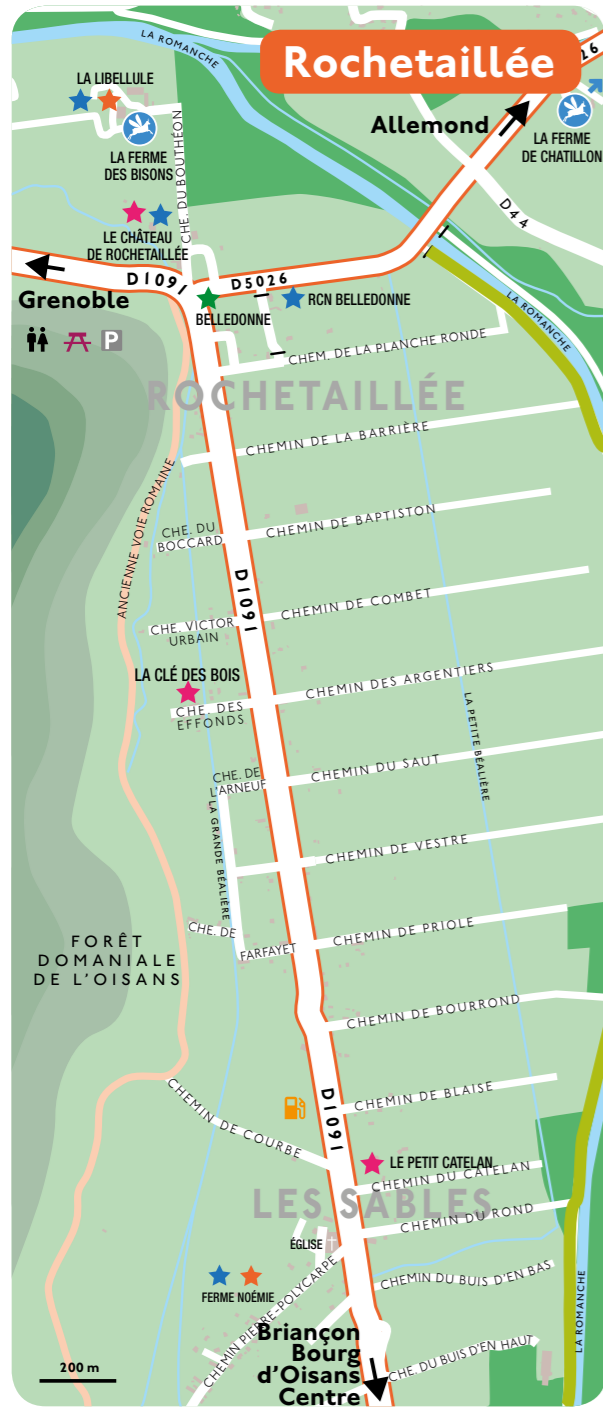 LA ROMANCHE
Rochetaillée
26
LA LIBELLULE
Allemond
LA FERME
DE CHATILLON
LA FERME
DES BISONS
CHE. DU BOUTHÉON
D44
LE CHÂTEAU
DE ROCHETAILLÉE
D1091
D5026
Grenoble
BELLEDONNE
RCN BELLEDONNE
LA ROMANCHE
P
CHEM. DE LA PLANCHE RONDE
ROCHETAILLÉE
CHEMIN DE LA BARRIÈRE
ANCIENNE VOIE ROMAINE
CHE. DU
BOCCARD
CHEMIN DE BAPTISTON
D1091
CHE. VICTOR
URBAIN
CHEMIN DE COMBET
LA CLÉ DES BOIS
CHE. DES
EFFONDS
CHEMIN DES ARGENTIERS
LA PETITE BÉALIÈRE
CHE. DE
L'ARNEUF
CHEMIN DU SAUT
LA GRANDE BÉALIÈRE
CHEMIN DE VESTRE
CHE. DE
FARFAYET
CHEMIN DE PRIOLE
FORÊT
DOMANIALE
DE L'OISANS
CHEMIN DE BOURROND
CHEMIN DE BLAISE
D1091
CHEMIN DE COURBE
LE PETIT CATELAN
CHEMIN DU CATELAN
LES SABLES
CHEMIN DU ROND
ÉGLISE
CHEMIN DU BUIS D'EN BAS
FERME NOÉMIE
CHEMIN PIERRE-POLYCARPE
LA ROMANCHE
Briançon
Bourg
d'Oisans
Centre
CHE. DU BUIS D'EN HAUT
200 m